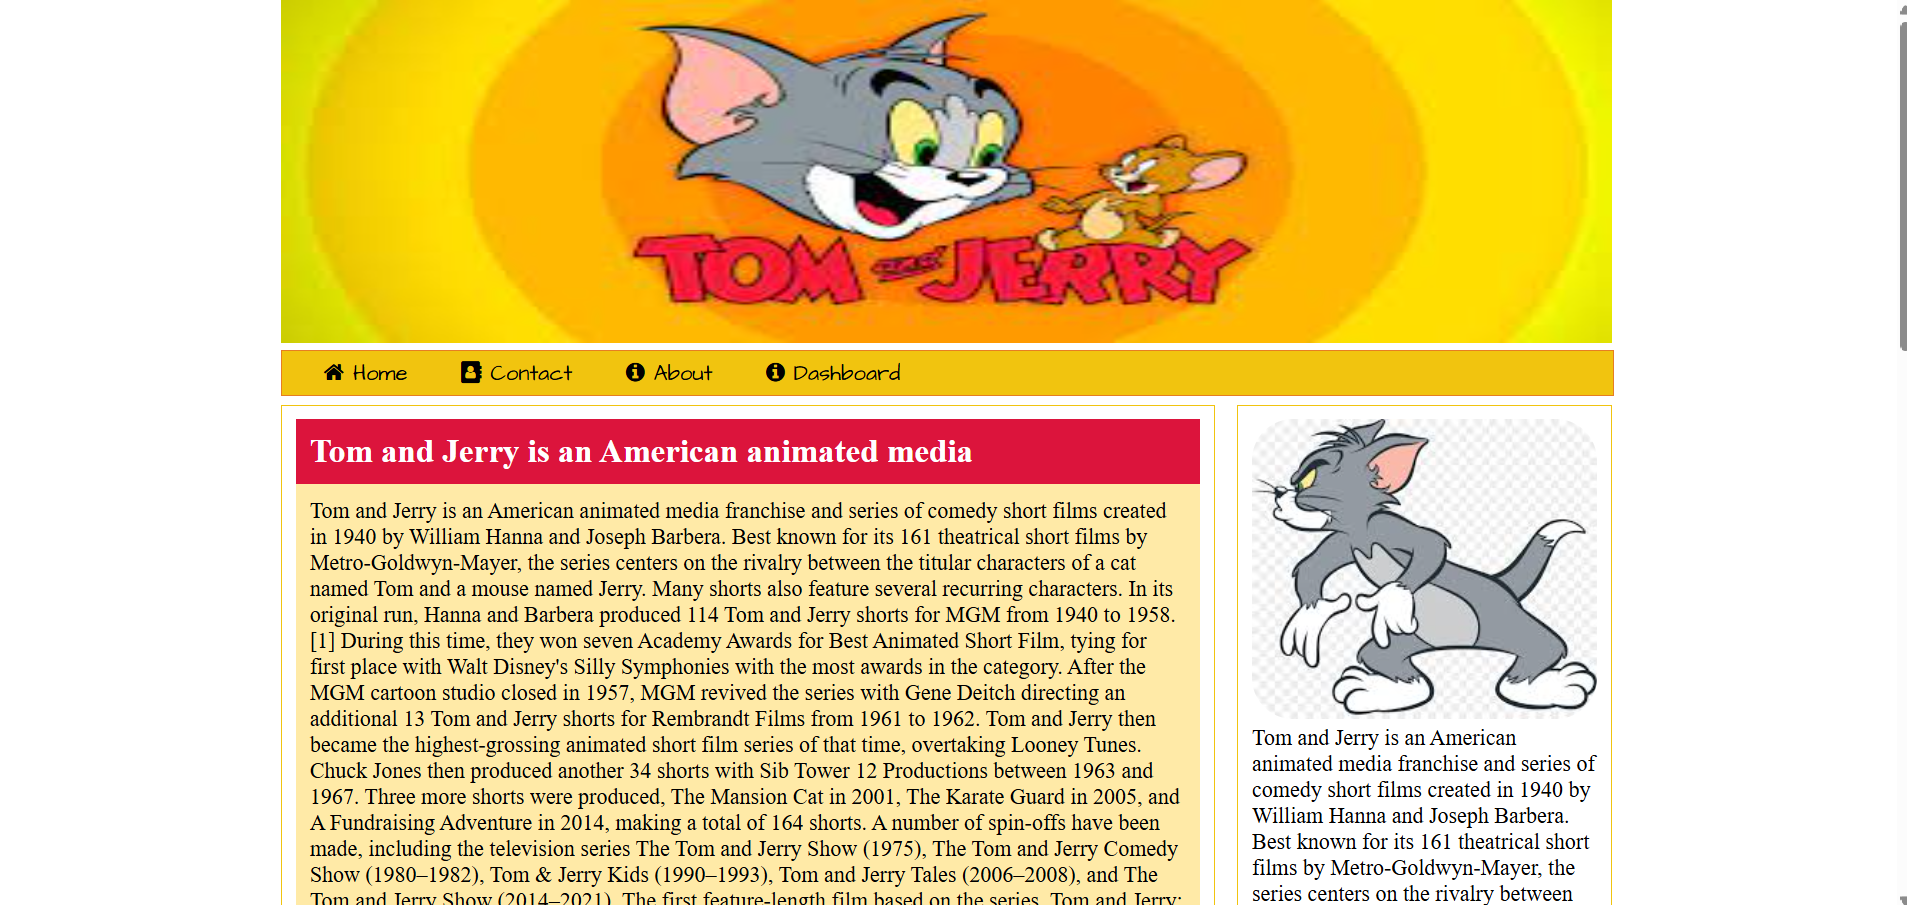 TOM and JERRY
Home Contact About Dashboard
Tom and Jerry is an American animated media
Tom and Jerry is an American animated media franchise and series of comedy short films created
in 1940 by William Hanna and Joseph Barbera. Best known for its 161 theatrical short films by
Metro-Goldwyn-Mayer, the series centers on the rivalry between the titular characters of a cat
named Tom and a mouse named Jerry. Many shorts also feature several recurring characters. In its
original run, Hanna and Barbera produced 114 Tom and Jerry shorts for MGM from 1940 to 1958.
[1] During this time, they won seven Academy Awards for Best Animated Short Film, tying for
first place with Walt Disney's Silly Symphonies with the most awards in the category. After the
MGM cartoon studio closed in 1957, MGM revived the series with Gene Deitch directing an
additional 13 Tom and Jerry shorts for Rembrandt Films from 1961 to 1962. Tom and Jerry then
became the highest-grossing animated short film series of that time, overtaking Looney Tunes.
Chuck Jones then produced another 34 shorts with Sib Tower 12 Productions between 1963 and
1967. Three more shorts were produced, The Mansion Cat in 2001, The Karate Guard in 2005, and
A Fundraising Adventure in 2014, making a total of 164 shorts. A number of spin-offs have been
made, including the television series The Tom and Jerry Show (1975), The Tom and Jerry Comedy
Show (1980–1982), Tom & Jerry Kids (1990–1993), Tom and Jerry Tales (2006–2008), and The
Tom and Jerry Show (2014–2021). The first feature-length film based on the series, Tom and Jerry:
Tom and Jerry is an American
animated media franchise and series of
comedy short films created in 1940 by
William Hanna and Joseph Barbera.
Best known for its 161 theatrical short
films by Metro-Goldwyn-Mayer, the
series centers on the rivalry between